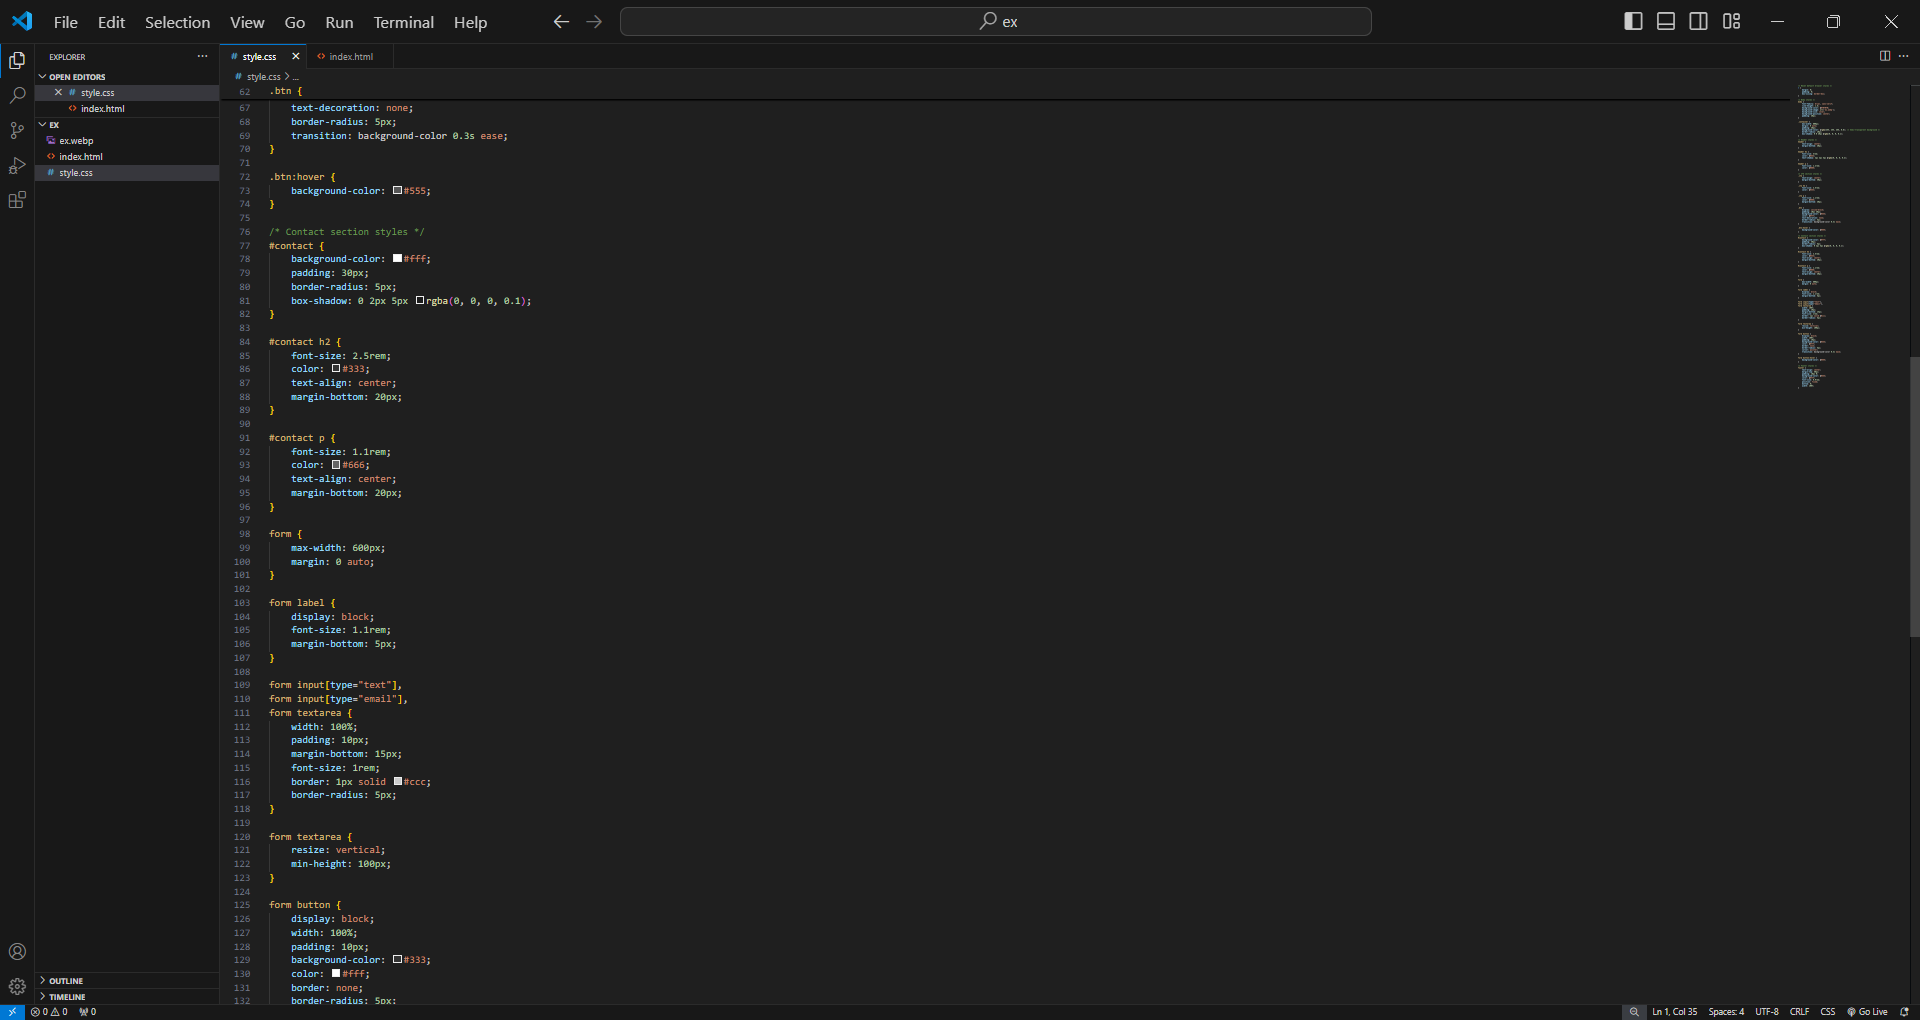 File Edit Selection View Go Run Terminal Help
ex
EXPLORER
OPEN EDITORS
style.css
index.html
EX
ex.webp
index.html
style.css
OUTLINE
TIMELINE
style.css
index.html
style.css > ...
62 .btn {
67 text-decoration: none;
68 border-radius: 5px;
69 transition: background-color 0.3s ease;
70 }
71
72 .btn:hover {
73 background-color: #555;
74 }
75
76 /* Contact section styles */
77 #contact {
78 background-color: #fff;
79 padding: 30px;
80 border-radius: 5px;
81 box-shadow: 0 2px 5px rgba(0, 0, 0, 0.1);
82 }
83
84 #contact h2 {
85 font-size: 2.5rem;
86 color: #333;
87 text-align: center;
88 margin-bottom: 20px;
89 }
90
91 #contact p {
92 font-size: 1.1rem;
93 color: #666;
94 text-align: center;
95 margin-bottom: 20px;
96 }
97
98 form {
99 max-width: 600px;
100 margin: 0 auto;
101 }
102
103 form label {
104 display: block;
105 font-size: 1.1rem;
106 margin-bottom: 5px;
107 }
108
109 form input[type="text"],
110 form input[type="email"],
111 form textarea {
112 width: 100%;
113 padding: 10px;
114 margin-bottom: 15px;
115 font-size: 1rem;
116 border: 1px solid #ccc;
117 border-radius: 5px;
118 }
119
120 form textarea {
121 resize: vertical;
122 min-height: 100px;
123 }
124
125 form button {
126 display: block;
127 width: 100%;
128 padding: 10px;
129 background-color: #333;
130 color: #fff;
131 border: none;
132 border-radius: 5px;
0 0 0 Ln 1, Col 35 Spaces: 4 UTF-8 CRLF CSS Go Live